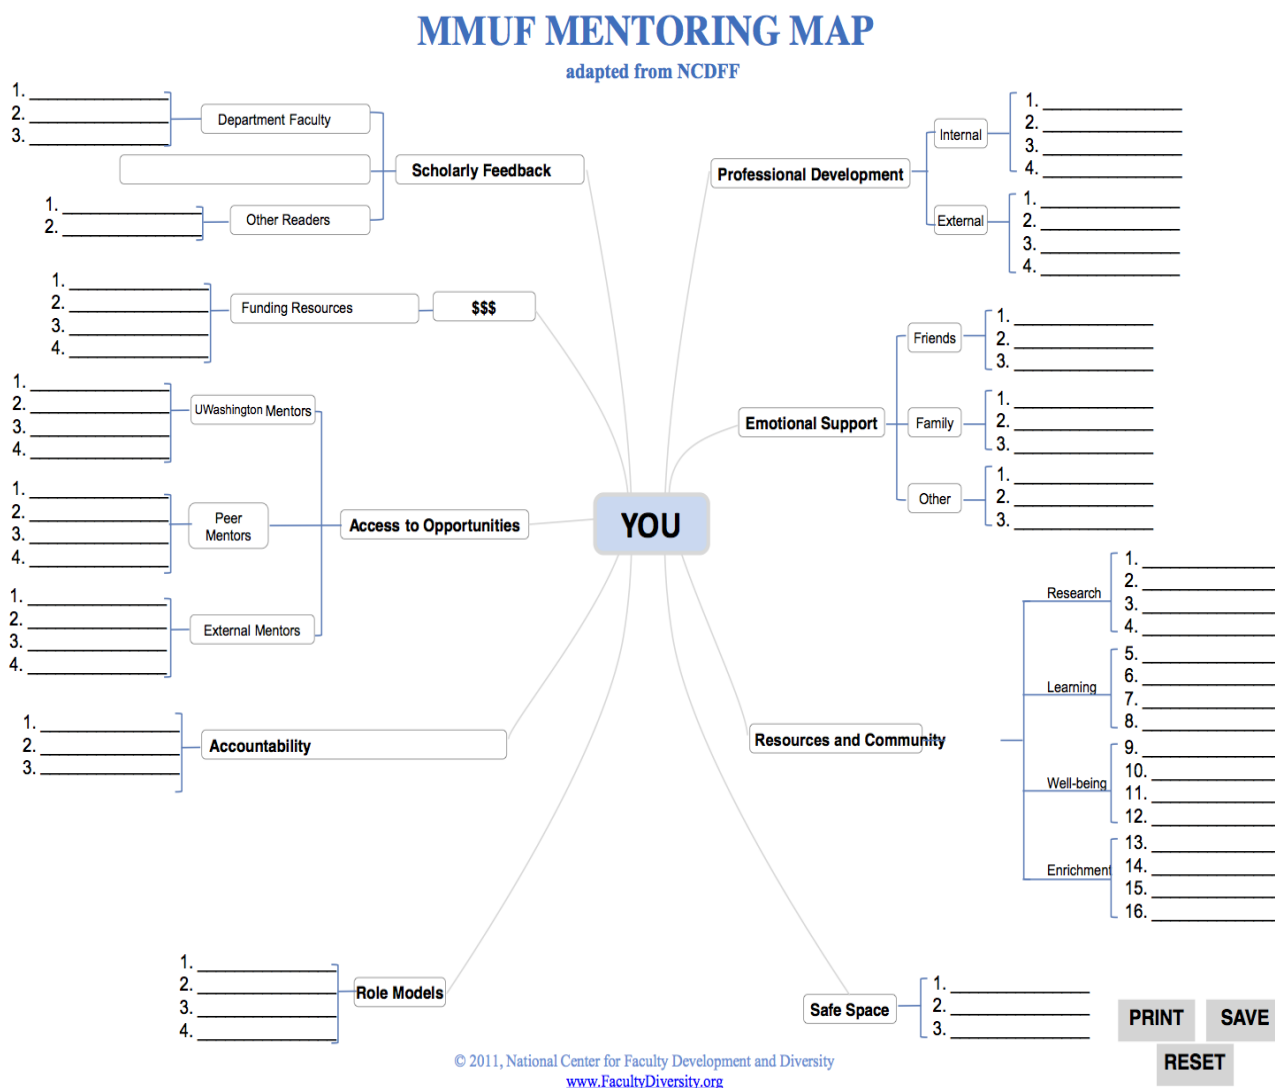 MMUF MENTORING MAP
adapted from NCDFF
1.
2.
3.
Department Faculty
Scholarly Feedback
1.
2.
Other Readers
1.
2.
3.
4.
Funding Resources
$$$
1.
2.
3.
4.
UWashington Mentors
1.
2.
3.
4.
Peer
Mentors
Access to Opportunities
1.
2.
3.
4.
External Mentors
1.
2.
3.
Accountability
1.
2.
3.
4.
Role Models
YOU
Professional Development
Internal
1.
2.
3.
4.
External
1.
2.
3.
4.
Emotional Support
Friends
1.
2.
3.
Family
1.
2.
3.
Other
1.
2.
3.
Resources and Community
Research
1.
2.
3.
4.
Learning
5.
6.
7.
8.
Well-being
9.
10.
11.
12.
Enrichment
13.
14.
15.
16.
Safe Space
1.
2.
3.
PRINT
SAVE
RESET
© 2011, National Center for Faculty Development and Diversity
www.FacultyDiversity.org